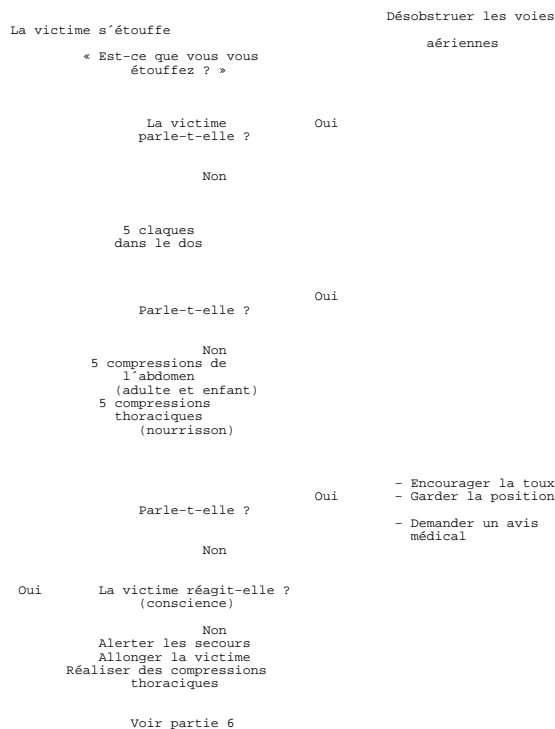 Désobstruer les voies
aériennes
La victime s´étouffe
« Est-ce que vous vous
étouffez ? »
La victime
parle-t-elle ?
Oui
Non
5 claques
dans le dos
Oui
Parle-t-elle ?
Non
5 compressions de
l´abdomen
(adulte et enfant)
5 compressions
thoraciques
(nourrisson)
Oui
Parle-t-elle ?
- Encourager la toux
- Garder la position
- Demander un avis
médical
Non
Oui
La victime réagit-elle ?
(conscience)
Non
Alerter les secours
Allonger la victime
Réaliser des compressions
thoraciques
Voir partie 6